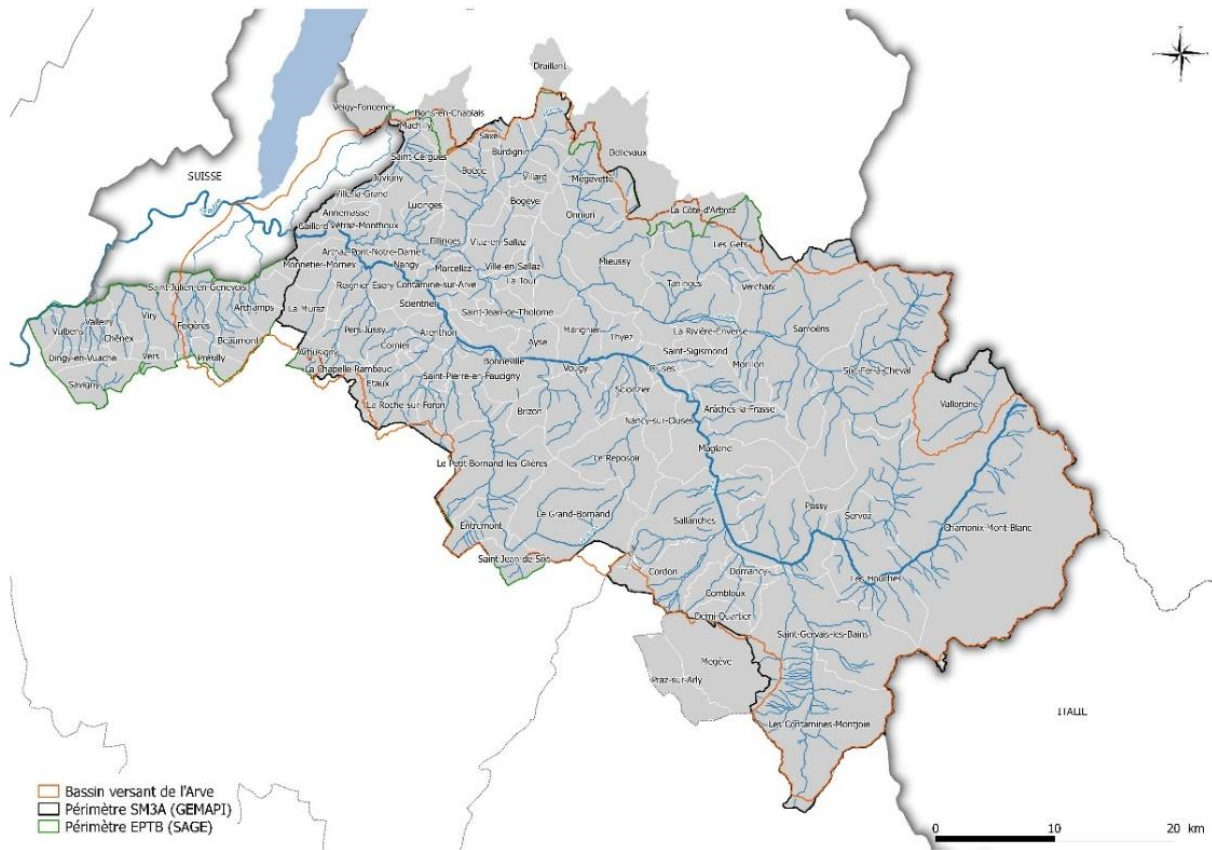 Draillant
Veigy-Foncenex
Bons-en-Chablais
Machilly
Saxel
SUISSE
Saint-Cergues
Burdignin
Bellevaux
Juvigny
Boëge
Villard
Mégevette
Ville-la-Grand
Lucinges
Bogève
Onnion
La Côte-d'Arbroz
Annemasse
Gaillard
Vétraz-Monthoux
Fillinges
Viuz-en-Sallaz
Les Gets
Arthaz-Pont-Notre-Dame
Monnetier-Mornex
Nangy
Marcellaz
Ville-en-Sallaz
Mieussy
La Tour
Saint-Julien-en-Genevois
Reignier-Esery
Contamine-sur-Arve
Taninges
Verchaix
Archamps
La Muraz
Scientrier
Saint-Jean-de-Tholome
Viry
Valleiry
Feigères
Vulbens
Chênex
Beaumont
Pers-Jussy
Arenthon
Marignier
Thyez
La Rivière-Enverse
Samoëns
Cornier
Ayse
Saint-Sigismond
Dingy-en-Vuache
Vers
Présilly
Arbusigny
Bonneville
Vougy
Cluses
Morillon
Sixt-Fer-à-Cheval
La Chapelle-Rambaud
Saint-Pierre-en-Faucigny
Savigny
Etaux
Scionzier
La Roche-sur-Foron
Brizon
Arâches-la-Frasse
Vallorcine
Nancy-sur-Cluses
Magland
Le Petit-Bornand-les-Glières
Le Reposoir
Passy
Servoz
Le Grand-Bornand
Sallanches
Entremont
Chamonix-Mont-Blanc
Saint-Jean-de-Sixt
Cordon
Domancy
Les Houches
Combloux
Demi-Quartier
Saint-Gervais-les-Bains
Megève
Praz-sur-Arly
ITALIE
Les Contamines-Montjoie
Bassin versant de l'Arve
Périmètre SM3A (GEMAPI)
Périmètre EPTB (SAGE)
0 10 20 km